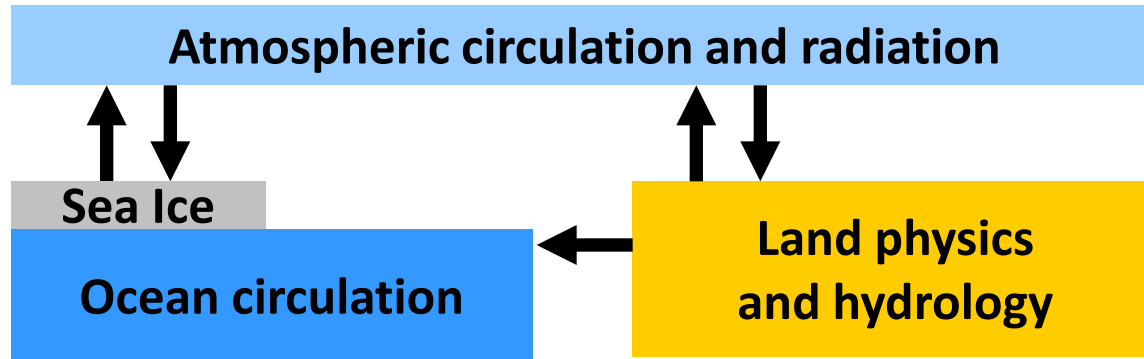 Atmospheric circulation and radiation
Sea Ice
Ocean circulation
Land physics
and hydrology